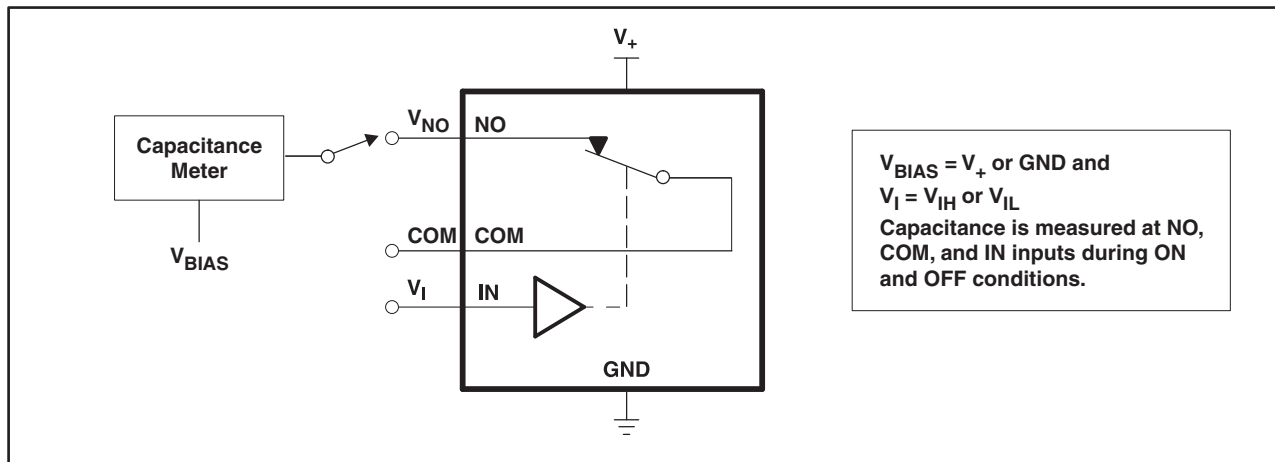 V+
Capacitance
Meter
VBIAS
VNO NO
COM COM
VI IN
GND
VBIAS = V+ or GND and
VI = VIH or VIL
Capacitance is measured at NO,
COM, and IN inputs during ON
and OFF conditions.